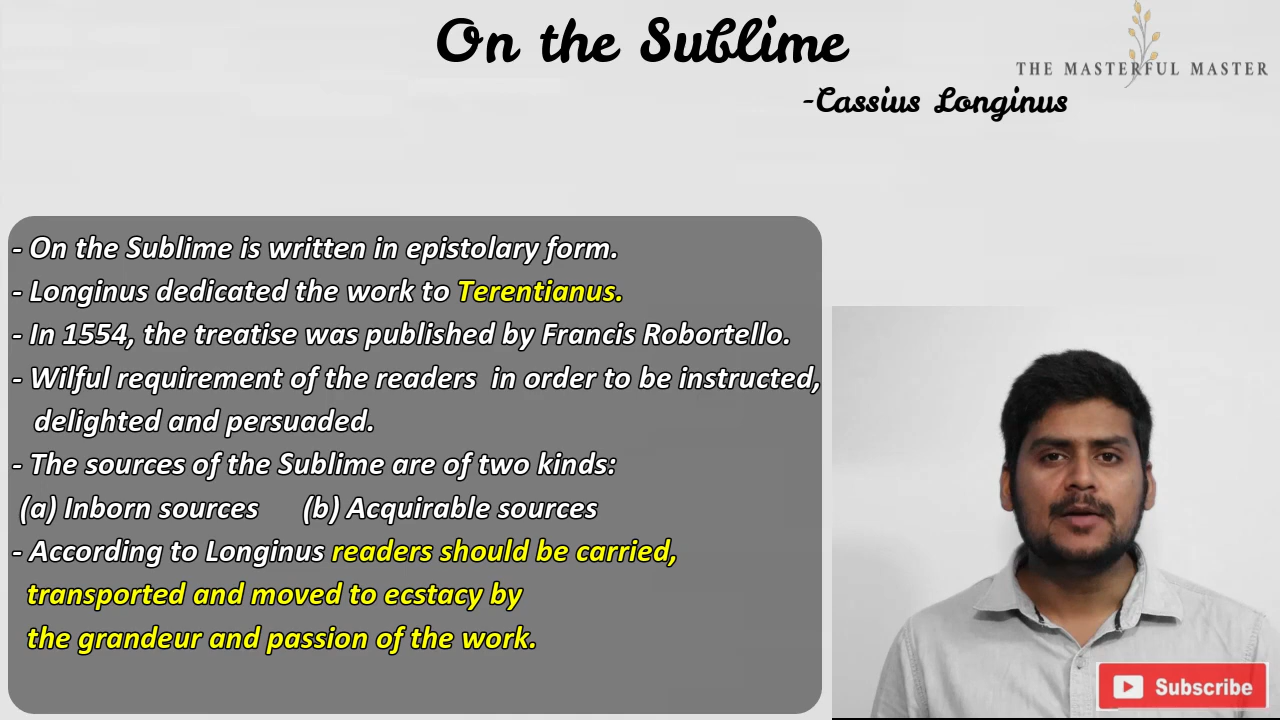 On the Sublime
THE MASTERFUL MASTER
-Cassius Longinus
- On the Sublime is written in epistolary form.
- Longinus dedicated the work to Terentianus.
- In 1554, the treatise was published by Francis Robortello.
- Wilful requirement of the readers in order to be instructed,
delighted and persuaded.
- The sources of the Sublime are of two kinds:
(a) Inborn sources (b) Acquirable sources
- According to Longinus readers should be carried,
transported and moved to ecstacy by
the grandeur and passion of the work.
Subscribe